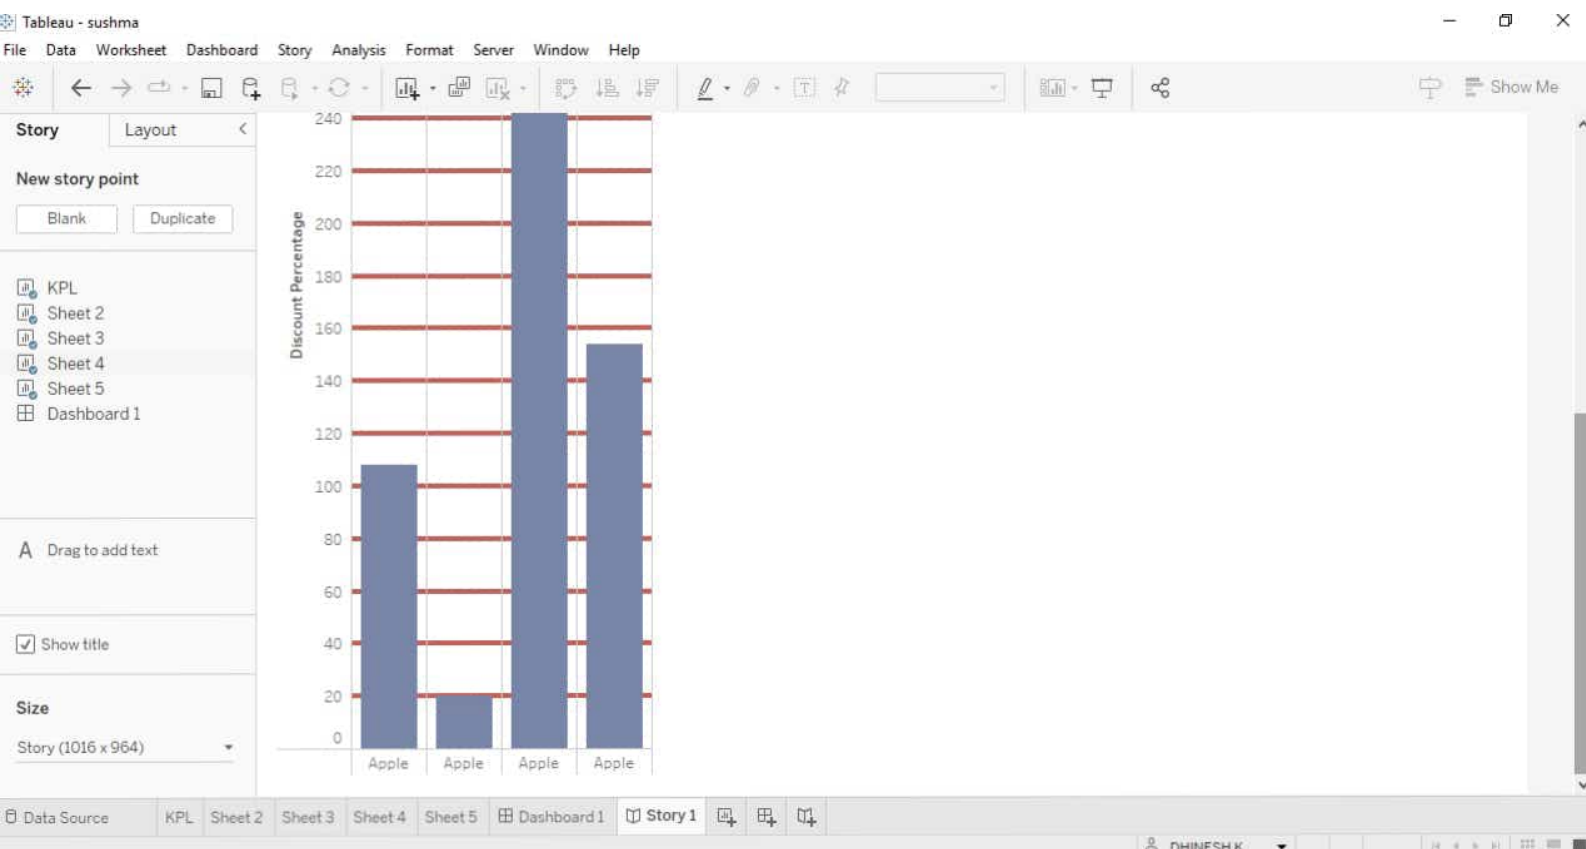 Tableau - sushma
File Data Worksheet Dashboard Story Analysis Format Server Window Help
Show Me
Story Layout
New story point
Blank Duplicate
KPL
Sheet 2
Sheet 3
Sheet 4
Sheet 5
Dashboard 1
A Drag to add text
Show title
Size
Story (1016 x 964)
Discount Percentage
240
220
200
180
160
140
120
100
80
60
40
20
0
Apple Apple Apple Apple
Data Source KPL Sheet 2 Sheet 3 Sheet 4 Sheet 5 Dashboard 1 Story 1
DHINESH K